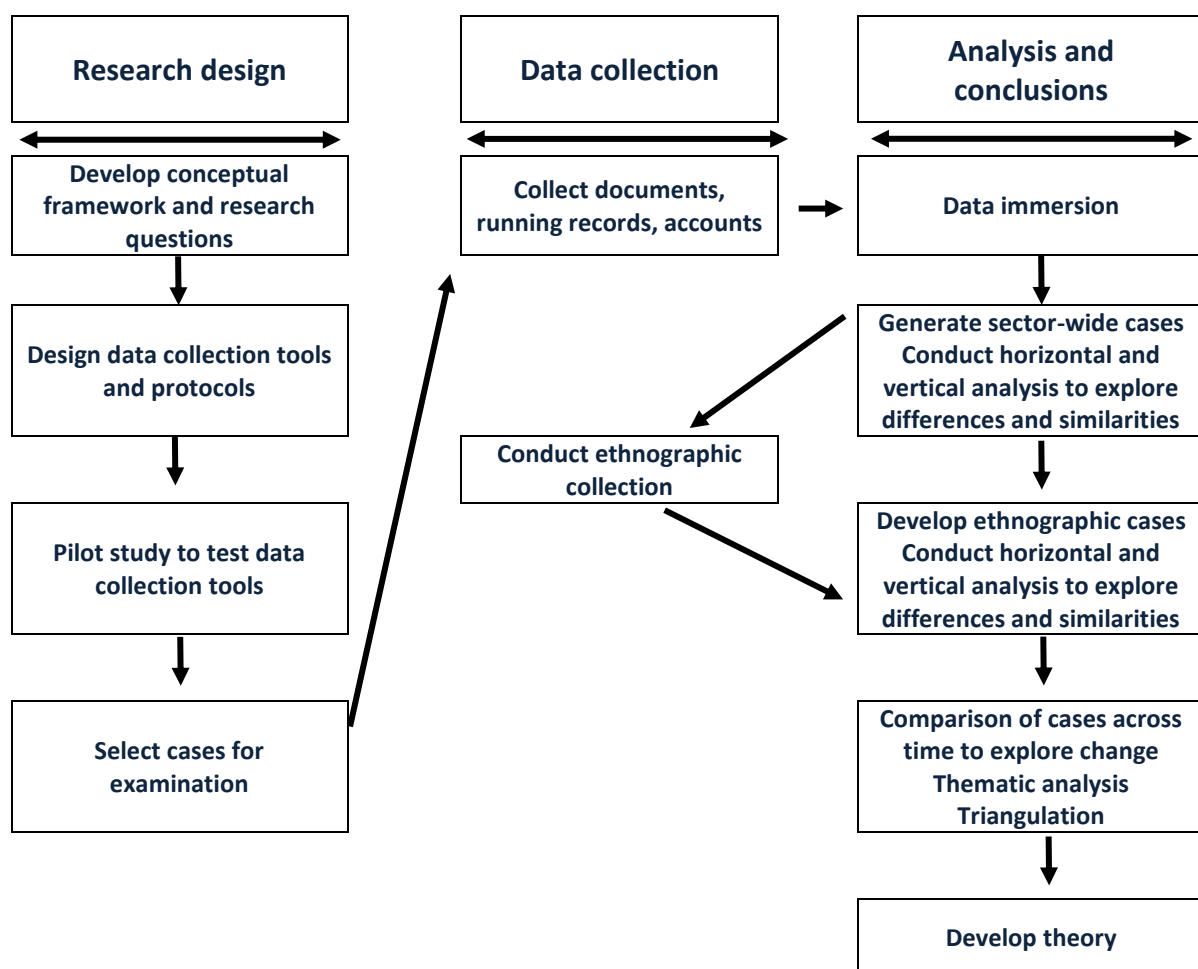 Research design
Data collection
Analysis and
conclusions
Develop conceptual
framework and research
questions
Collect documents,
running records, accounts
Data immersion
Design data collection tools
and protocols
Generate sector-wide cases
Conduct horizontal and
vertical analysis to explore
differences and similarities
Conduct ethnographic
collection
Pilot study to test data
collection tools
Develop ethnographic cases
Conduct horizontal and
vertical analysis to explore
differences and similarities
Select cases for
examination
Comparison of cases across
time to explore change
Thematic analysis
Triangulation
Develop theory